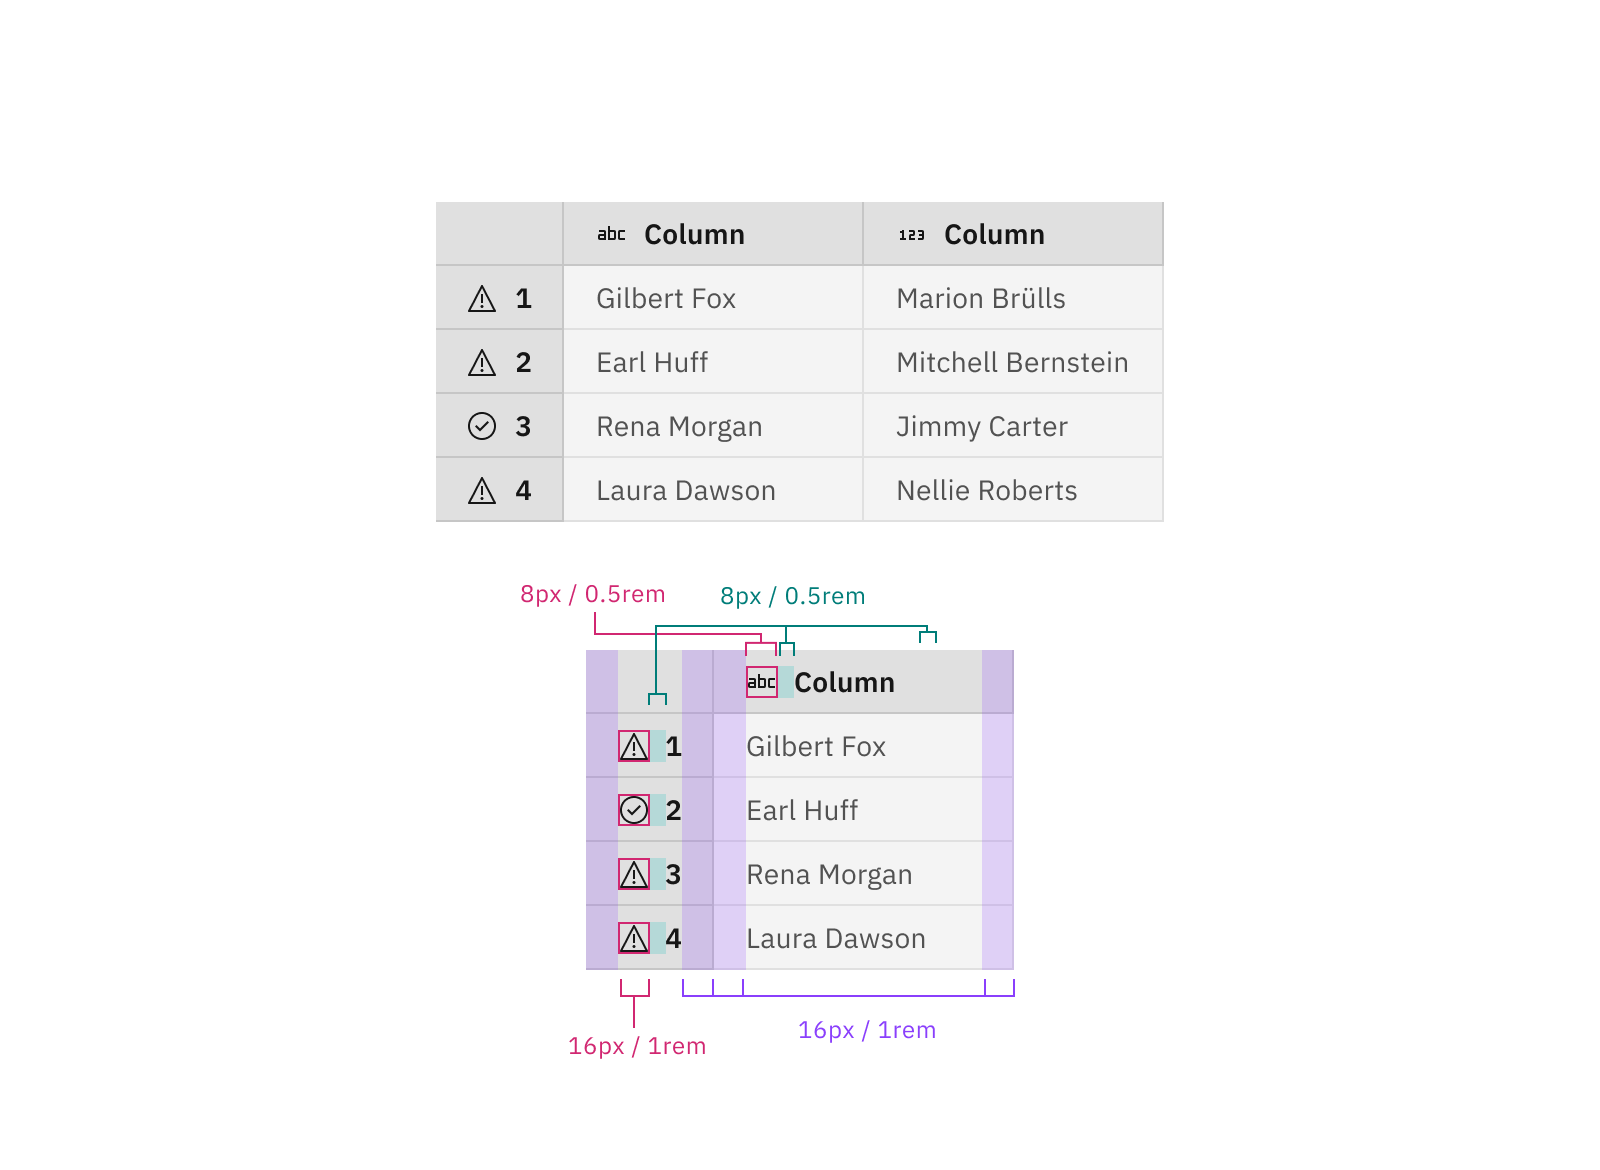 abc Column 123 Column
1 Gilbert Fox Marion Brülls
2 Earl Huff Mitchell Bernstein
3 Rena Morgan Jimmy Carter
4 Laura Dawson Nellie Roberts
8px / 0.5rem 8px / 0.5rem
abc Column
1 Gilbert Fox
2 Earl Huff
3 Rena Morgan
4 Laura Dawson
16px / 1rem
16px / 1rem